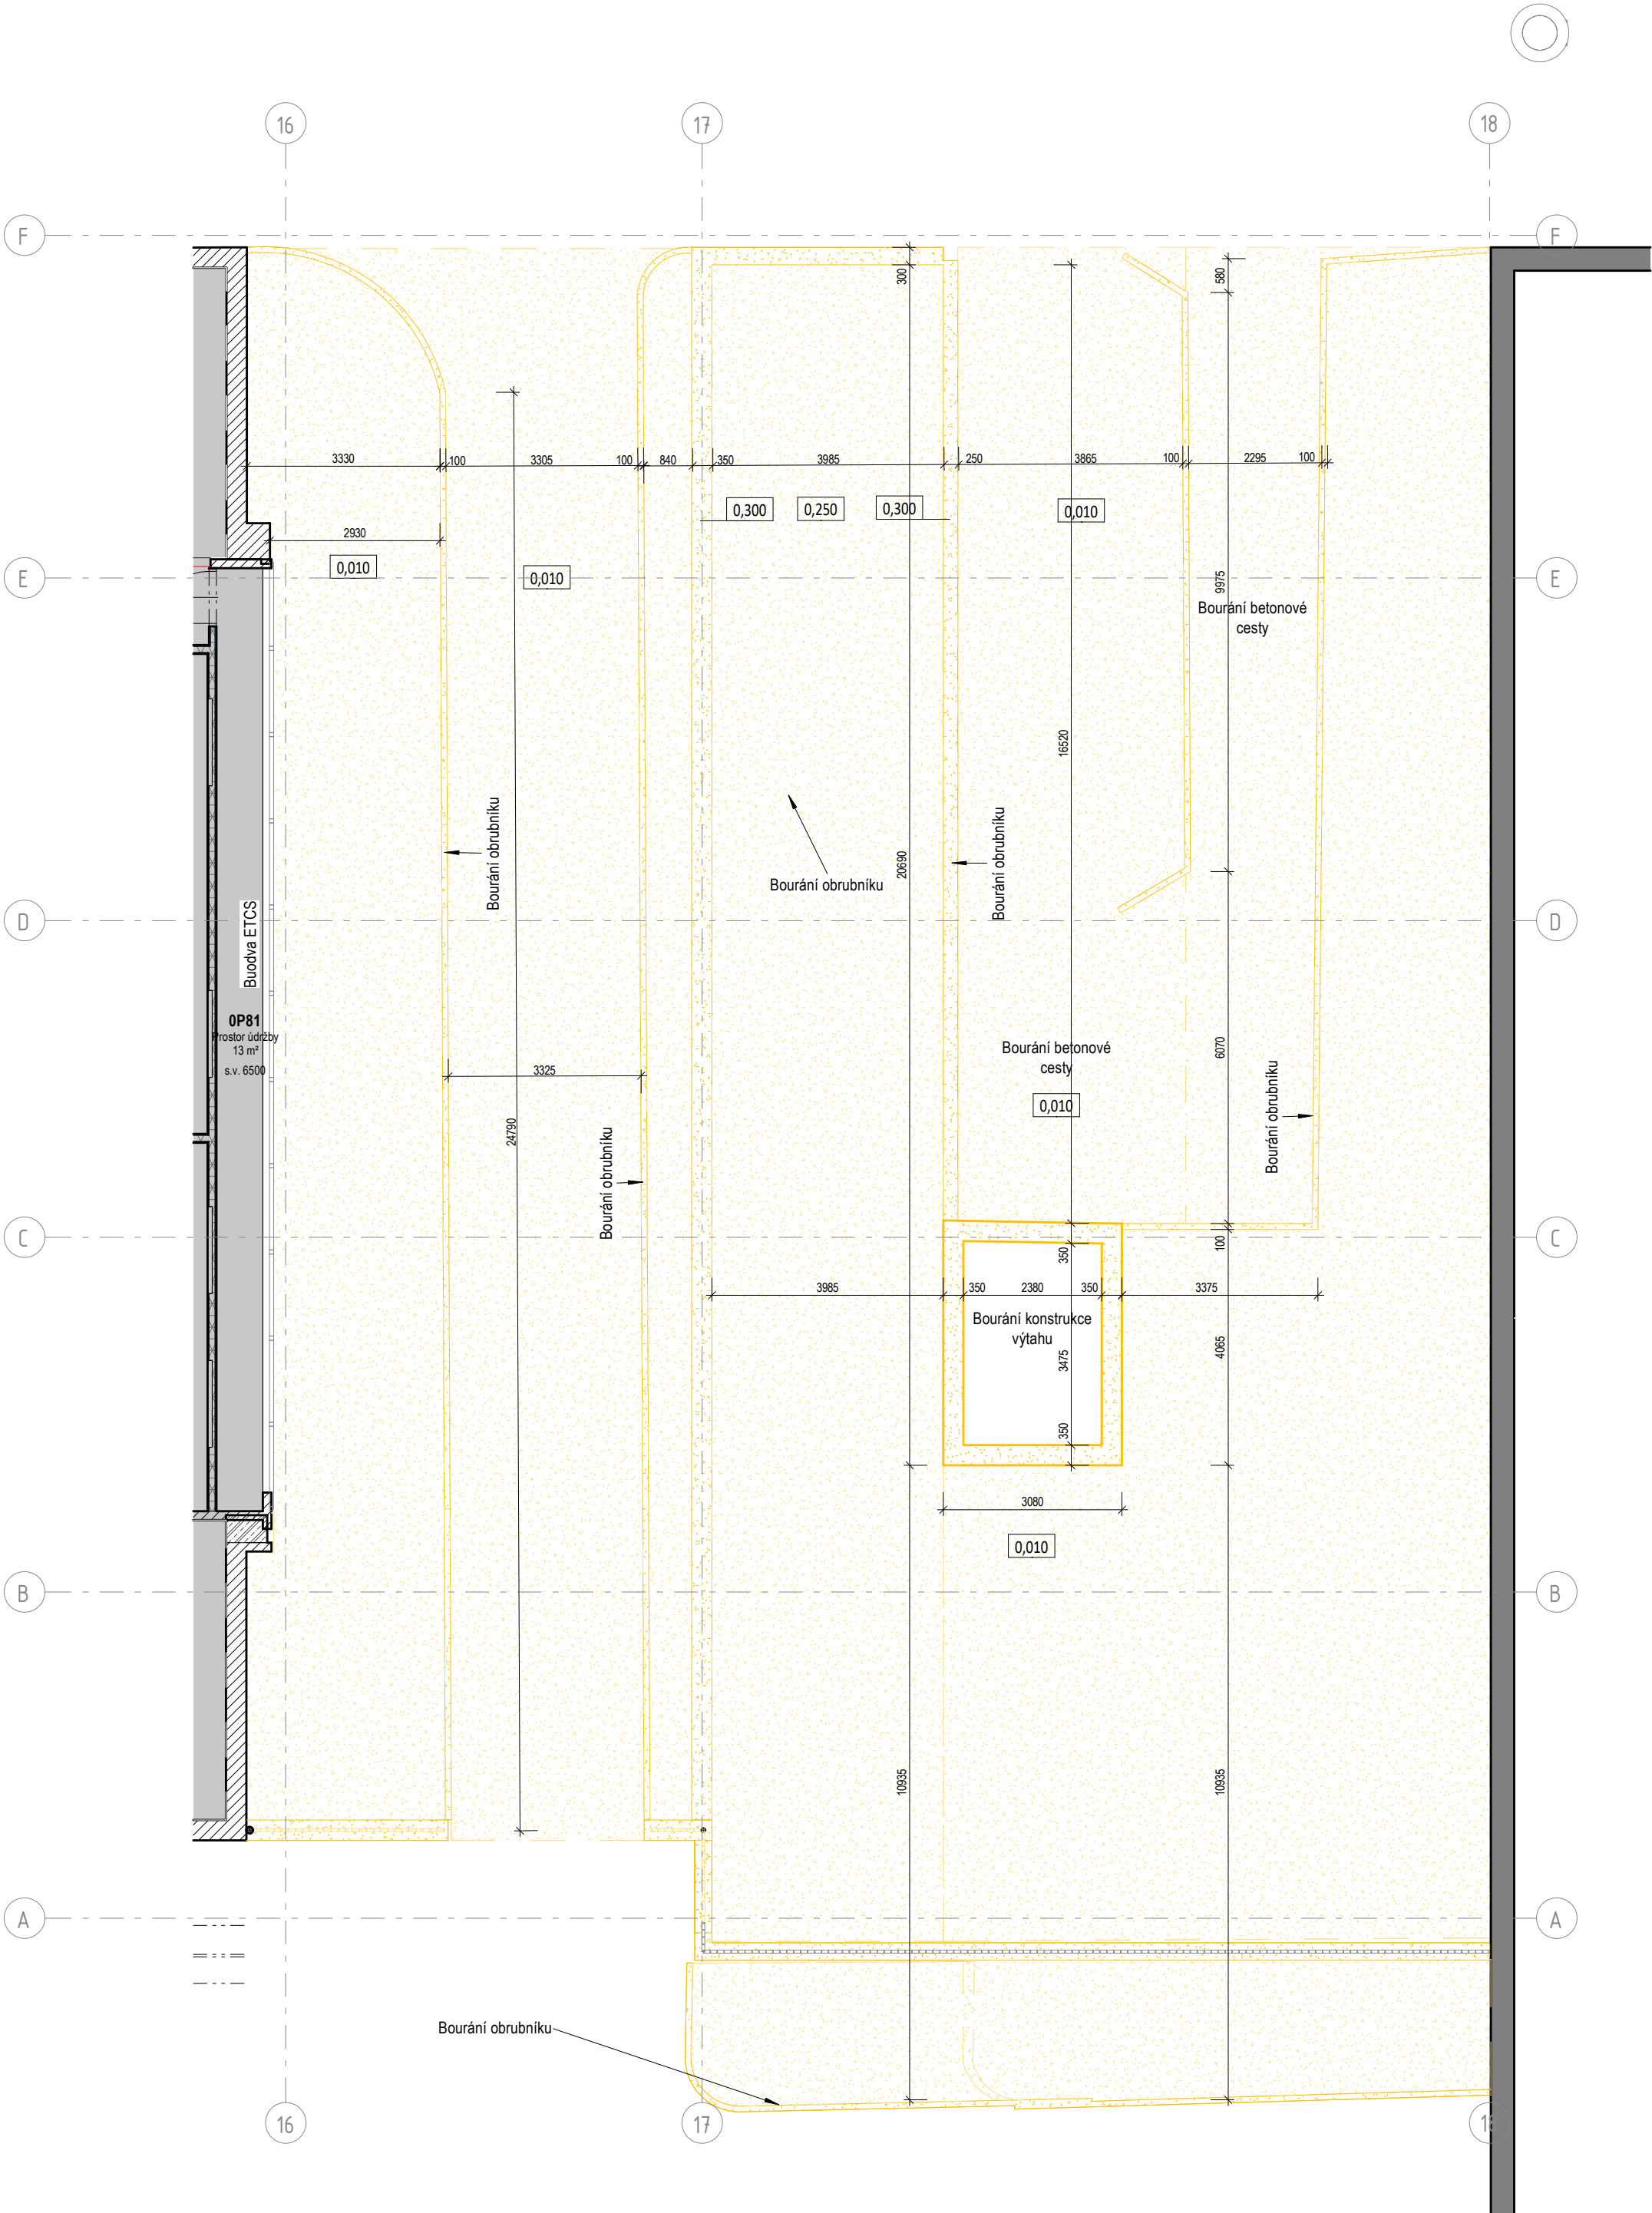 16
17
18
F
F
300
580
3330
100
3305
100
840
350
3985
250
3865
100
2295
100
0,300
0,250
0,300
0,010
2930
0,010
0,010
E
E
9975
Bourání betonové
cesty
16520
Bourání obrubníku
Bourání obrubníku
20690
Bourání obrubníku
D
D
Buodva ETCS
0P81
Prostor údržby
13 m²
s.v. 6500
Bourání betonové
cesty
0,010
6070
3325
24790
Bourání obrubníku
Bourání obrubníku
C
C
100
350
3985
350
2380
350
3375
Bourání konstrukce
výtahu
3475
4065
350
3080
0,010
B
B
10935
10935
A
A
Bourání obrubníku
16
17
18